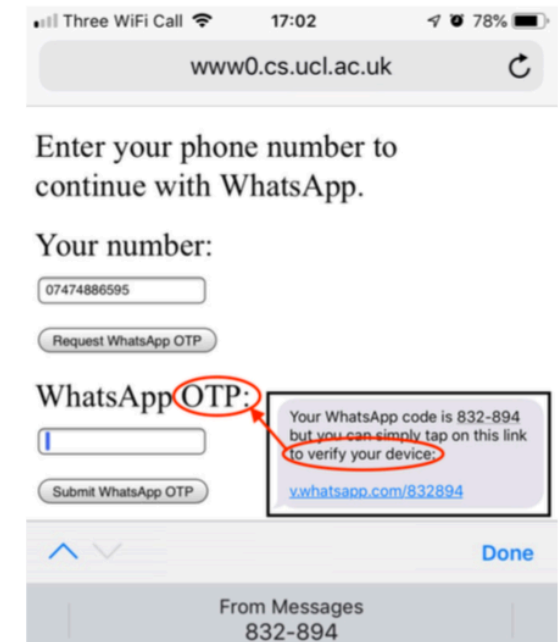 Three WiFi Call 17:02 78%
www0.cs.ucl.ac.uk
Enter your phone number to
continue with WhatsApp.
Your number:
07474886595
Request WhatsApp OTP
WhatsApp OTP:
Submit WhatsApp OTP
Your WhatsApp code is 832-894
but you can simply tap on this link
to verify your device:
v.whatsapp.com/832894
Done
From Messages
832-894